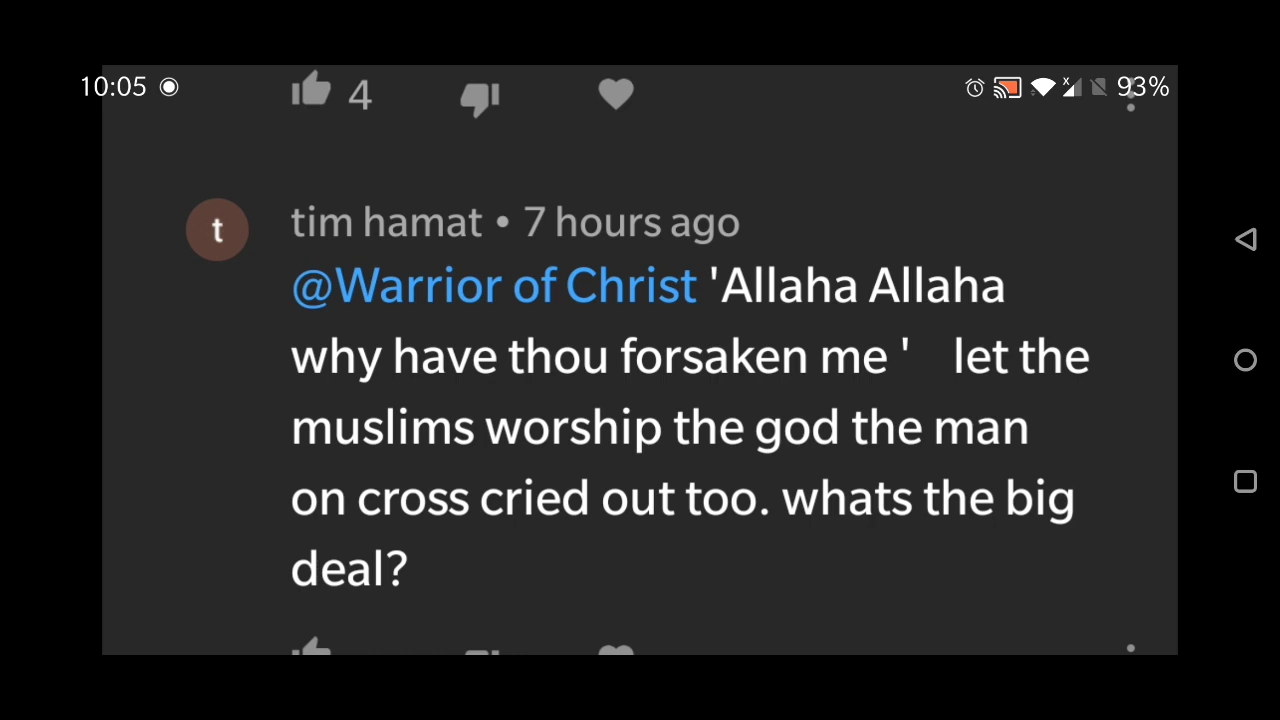 10:05 93%
4
t
tim hamat • 7 hours ago
@Warrior of Christ 'Allaha Allaha
why have thou forsaken me ' let the
muslims worship the god the man
on cross cried out too. whats the big
deal?